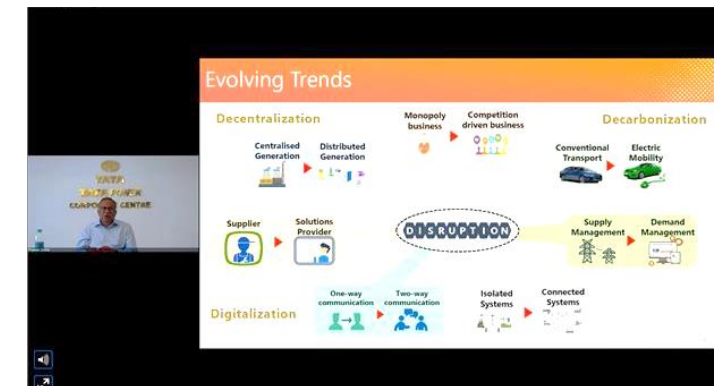 Evolving Trends
Decentralization
Monopoly
business
Competition
driven business
Decarbonization
Centralised
Generation
Distributed
Generation
Conventional
Transport
Electric
Mobility
TATA
TATA POWER
CORPORATE CENTRE
Supplier
Solutions
Provider
DISRUPTION
Supply
Management
Demand
Management
Digitalization
One-way
communication
Two-way
communication
Isolated
Systems
Connected
Systems